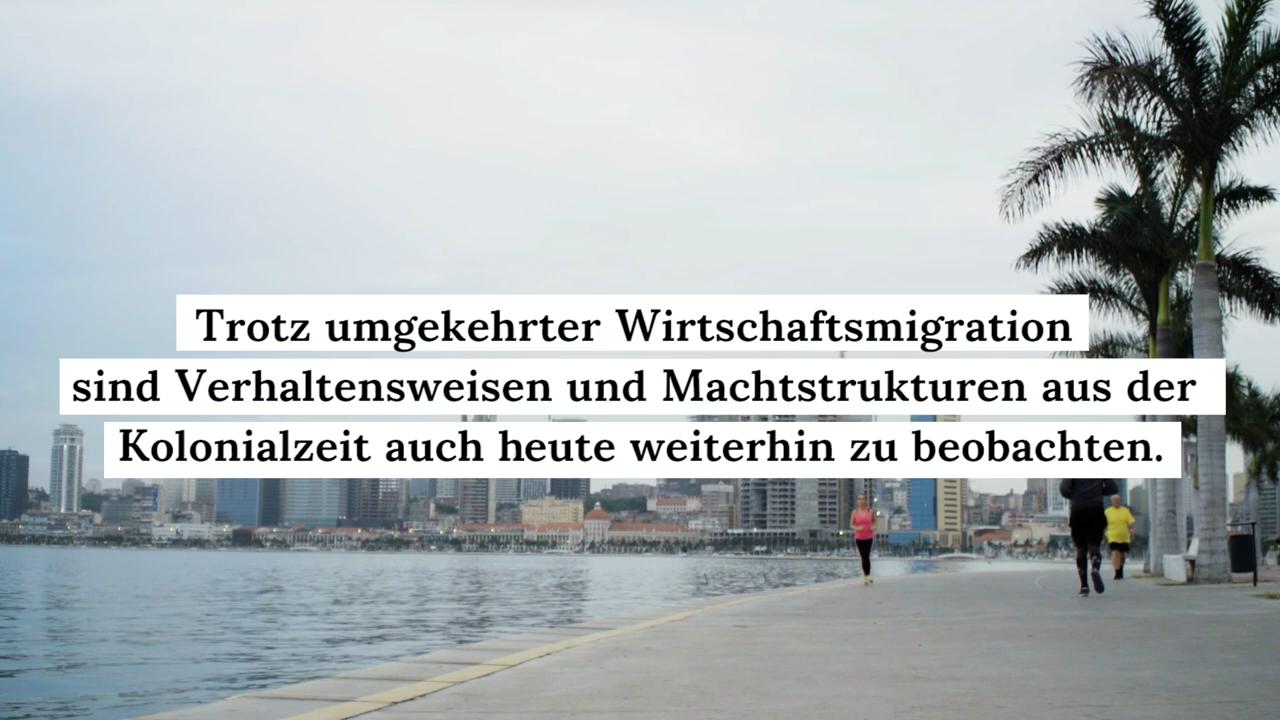 Trotz umgekehrter Wirtschaftsmigration
sind Verhaltensweisen und Machtstrukturen aus der
Kolonialzeit auch heute weiterhin zu beobachten.